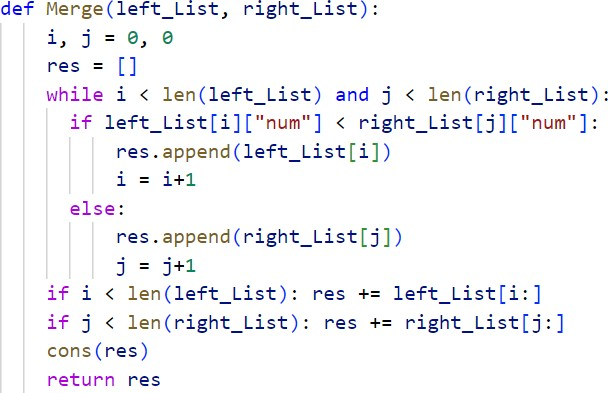 def Merge(left_List, right_List):
    i, j = 0, 0
    res = []
    while i < len(left_List) and j < len(right_List):
      if left_List[i]["num"] < right_List[j]["num"]:
          res.append(left_List[i])
          i = i+1
      else:
          res.append(right_List[j])
          j = j+1
    if i < len(left_List): res += left_List[i:]
    if j < len(right_List): res += right_List[j:]
    cons(res)
    return res